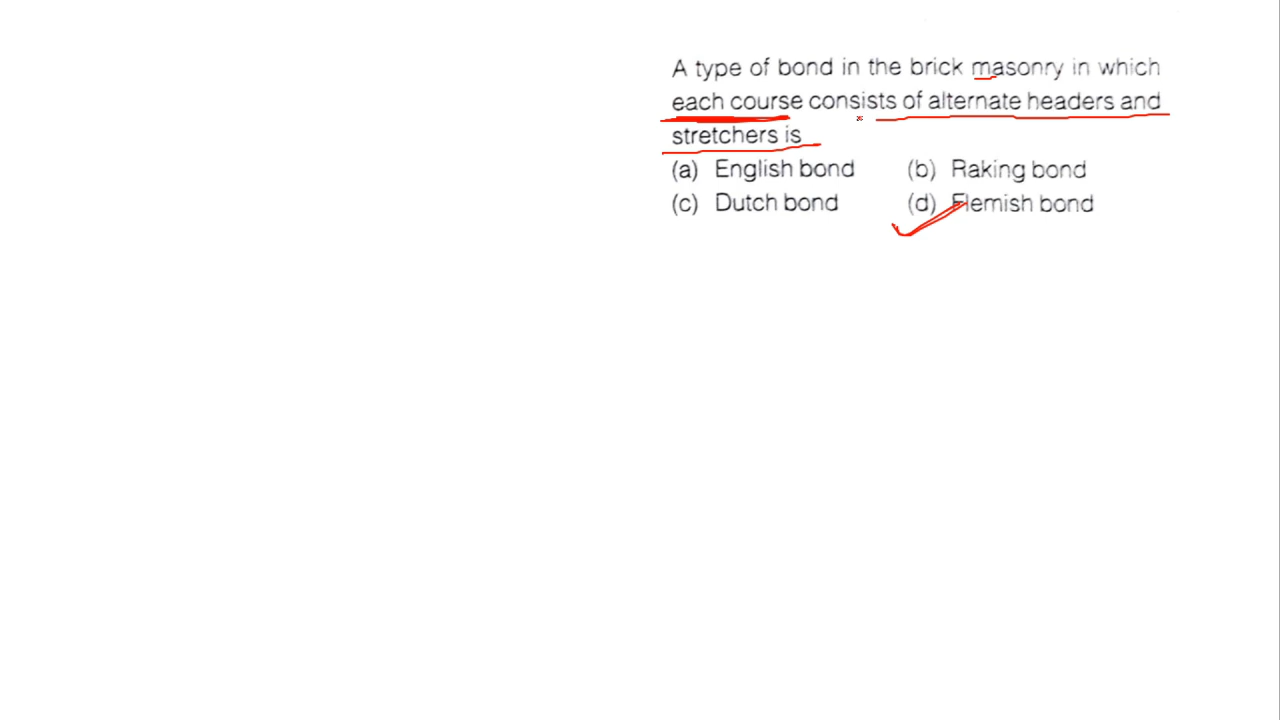 A type of bond in the brick masonry in which
each course consists of alternate headers and
stretchers is
(a) English bond (b) Raking bond
(c) Dutch bond (d) Flemish bond